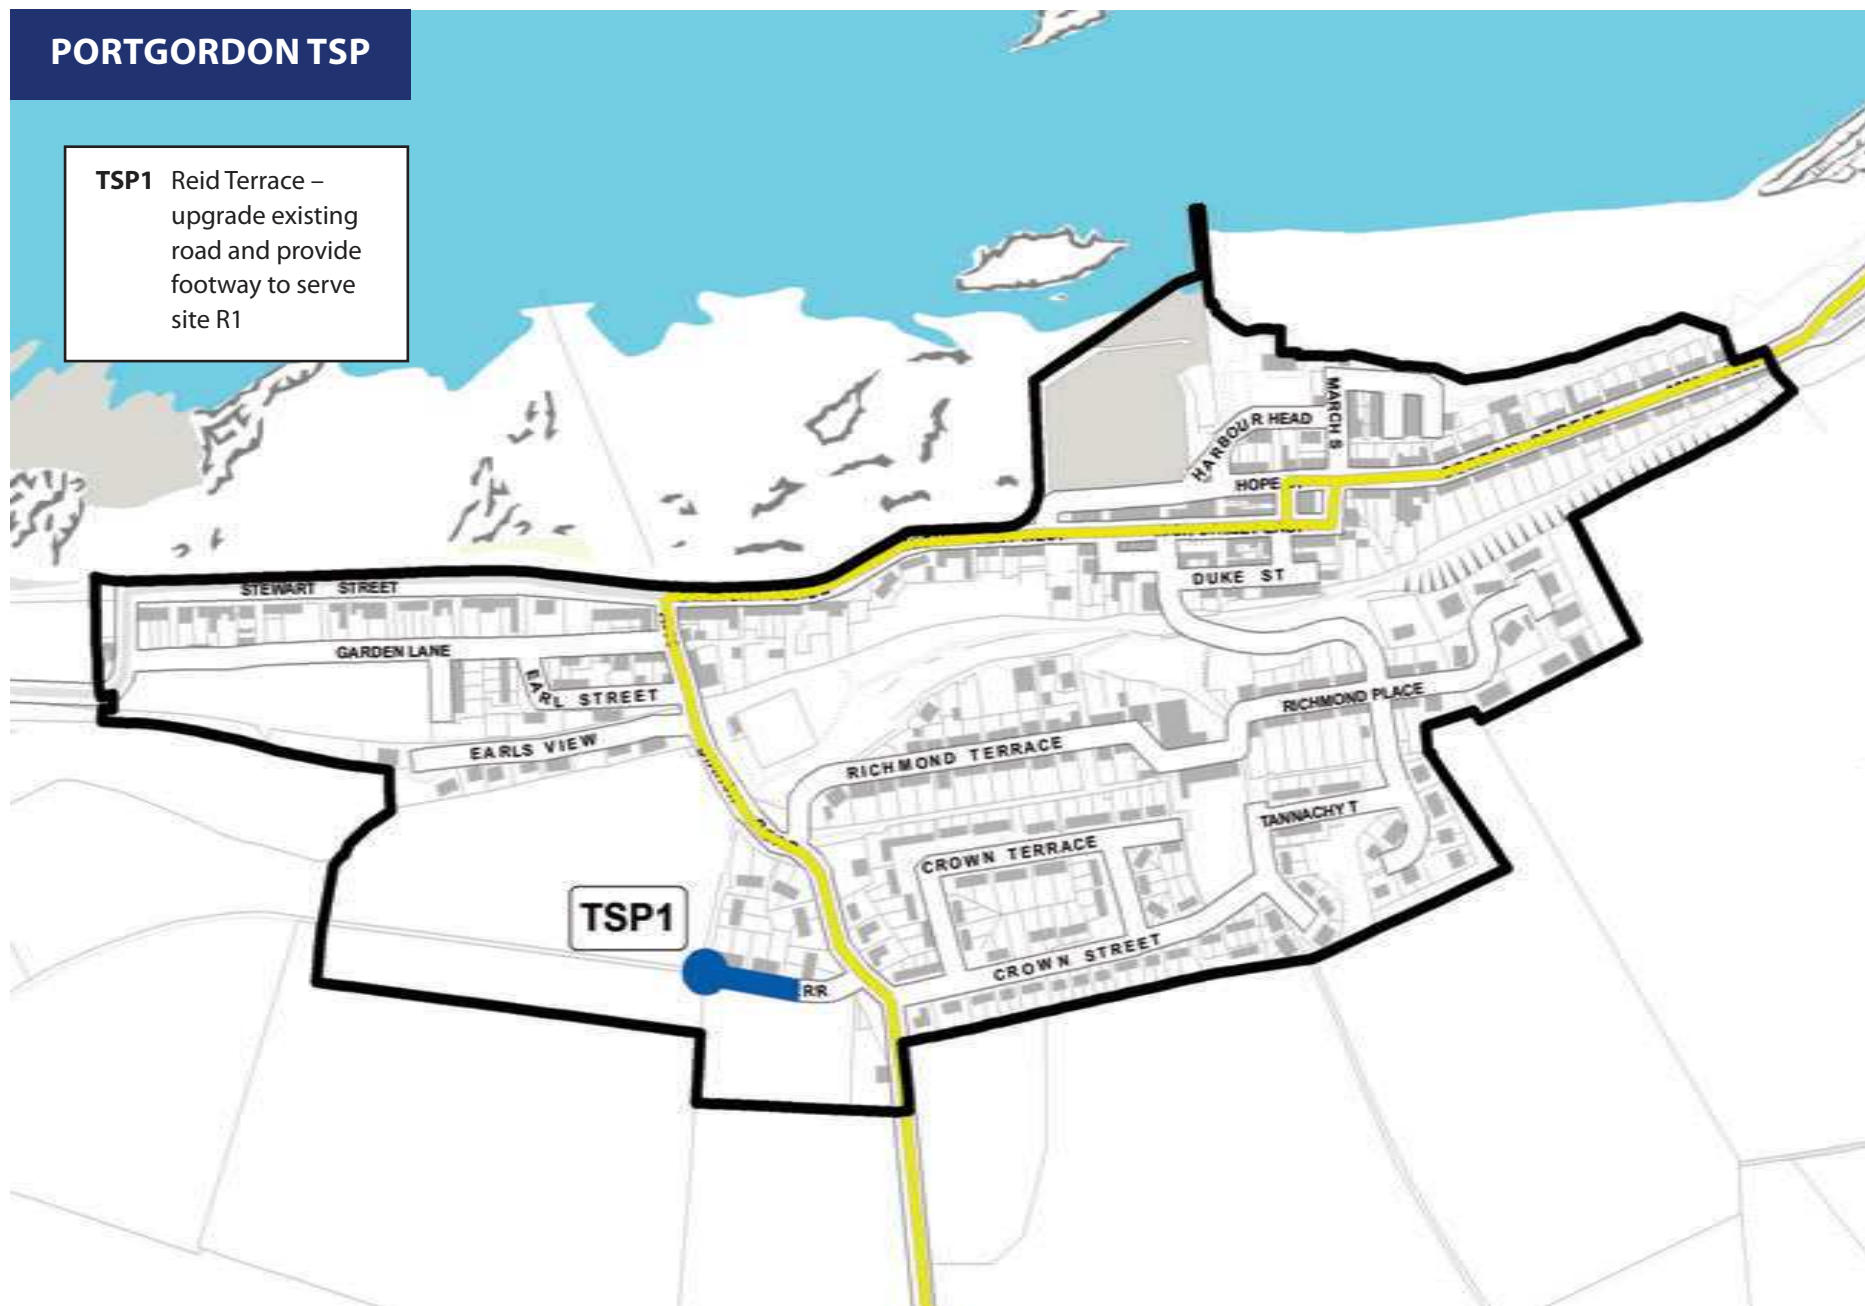 PORTGORDON TSP
TSP1 Reid Terrace –
upgrade existing
road and provide
footway to serve
site R1
MARCH S
HARBOUR HEAD
HOPE
DUKE ST
STEWART STREET
GARDEN LANE
EARL STREET
RICHMOND PLACE
EARLS VIEW
RICHMOND TERRACE
TANNACHY T
CROWN TERRACE
TSP1
CROWN STREET